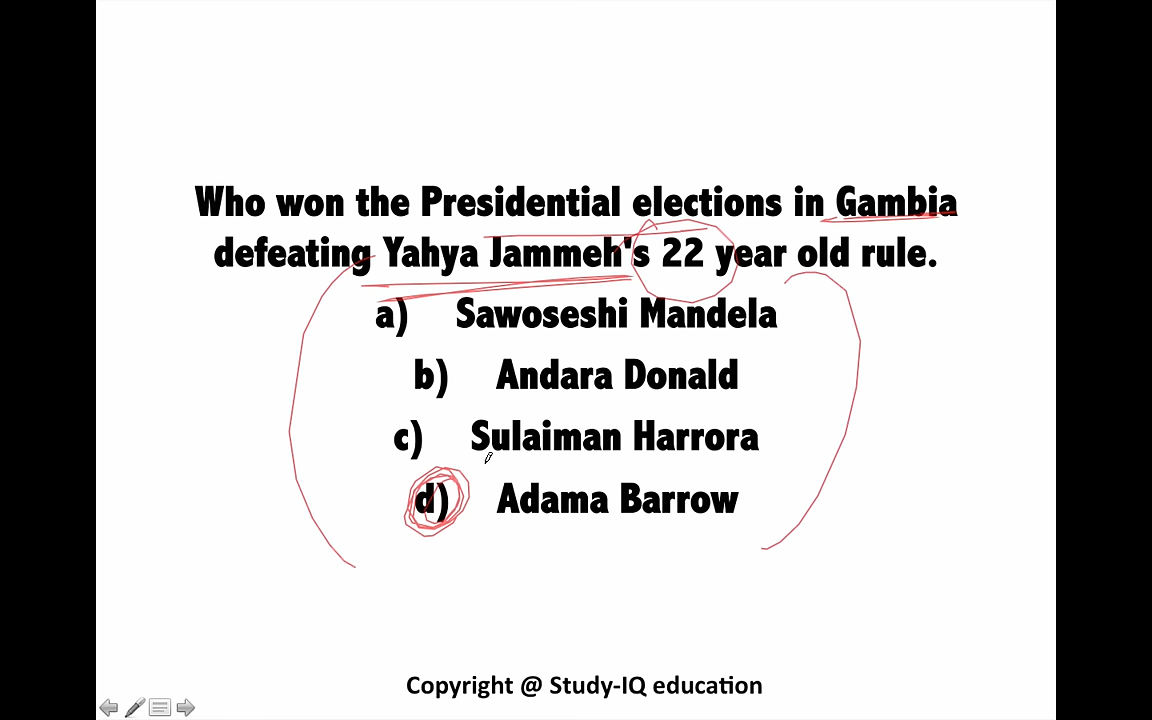 Who won the Presidential elections in Gambia
defeating Yahya Jammeh's 22 year old rule.
a) Sawoseshi Mandela
b) Andara Donald
c) Sulaiman Harrora
d) Adama Barrow
Copyright @ Study-IQ education